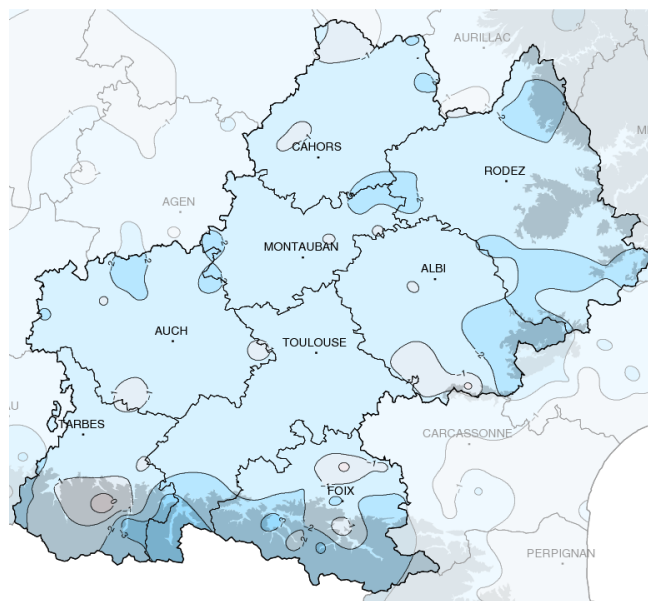 AURILLAC
CAHORS
RODEZ
AGEN
MONTAUBAN
ALBI
AUCH
TOULOUSE
TARBES
CARCASSONNE
FOIX
PERPIGNAN